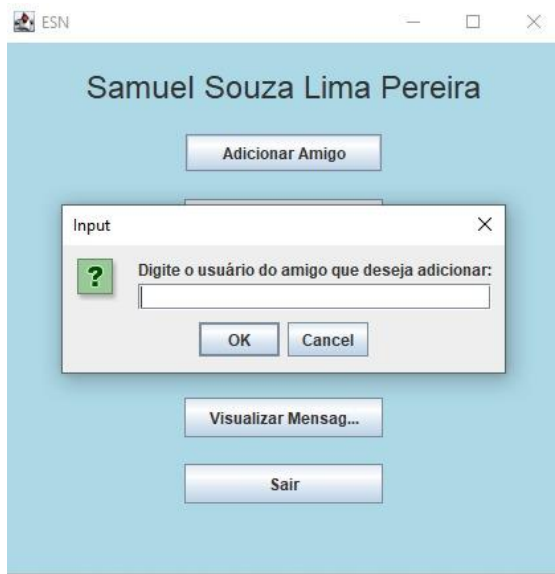 ESN
Samuel Souza Lima Pereira
Adicionar Amigo
Input
?
Digite o usuário do amigo que deseja adicionar:
OK Cancel
Visualizar Mensag...
Sair